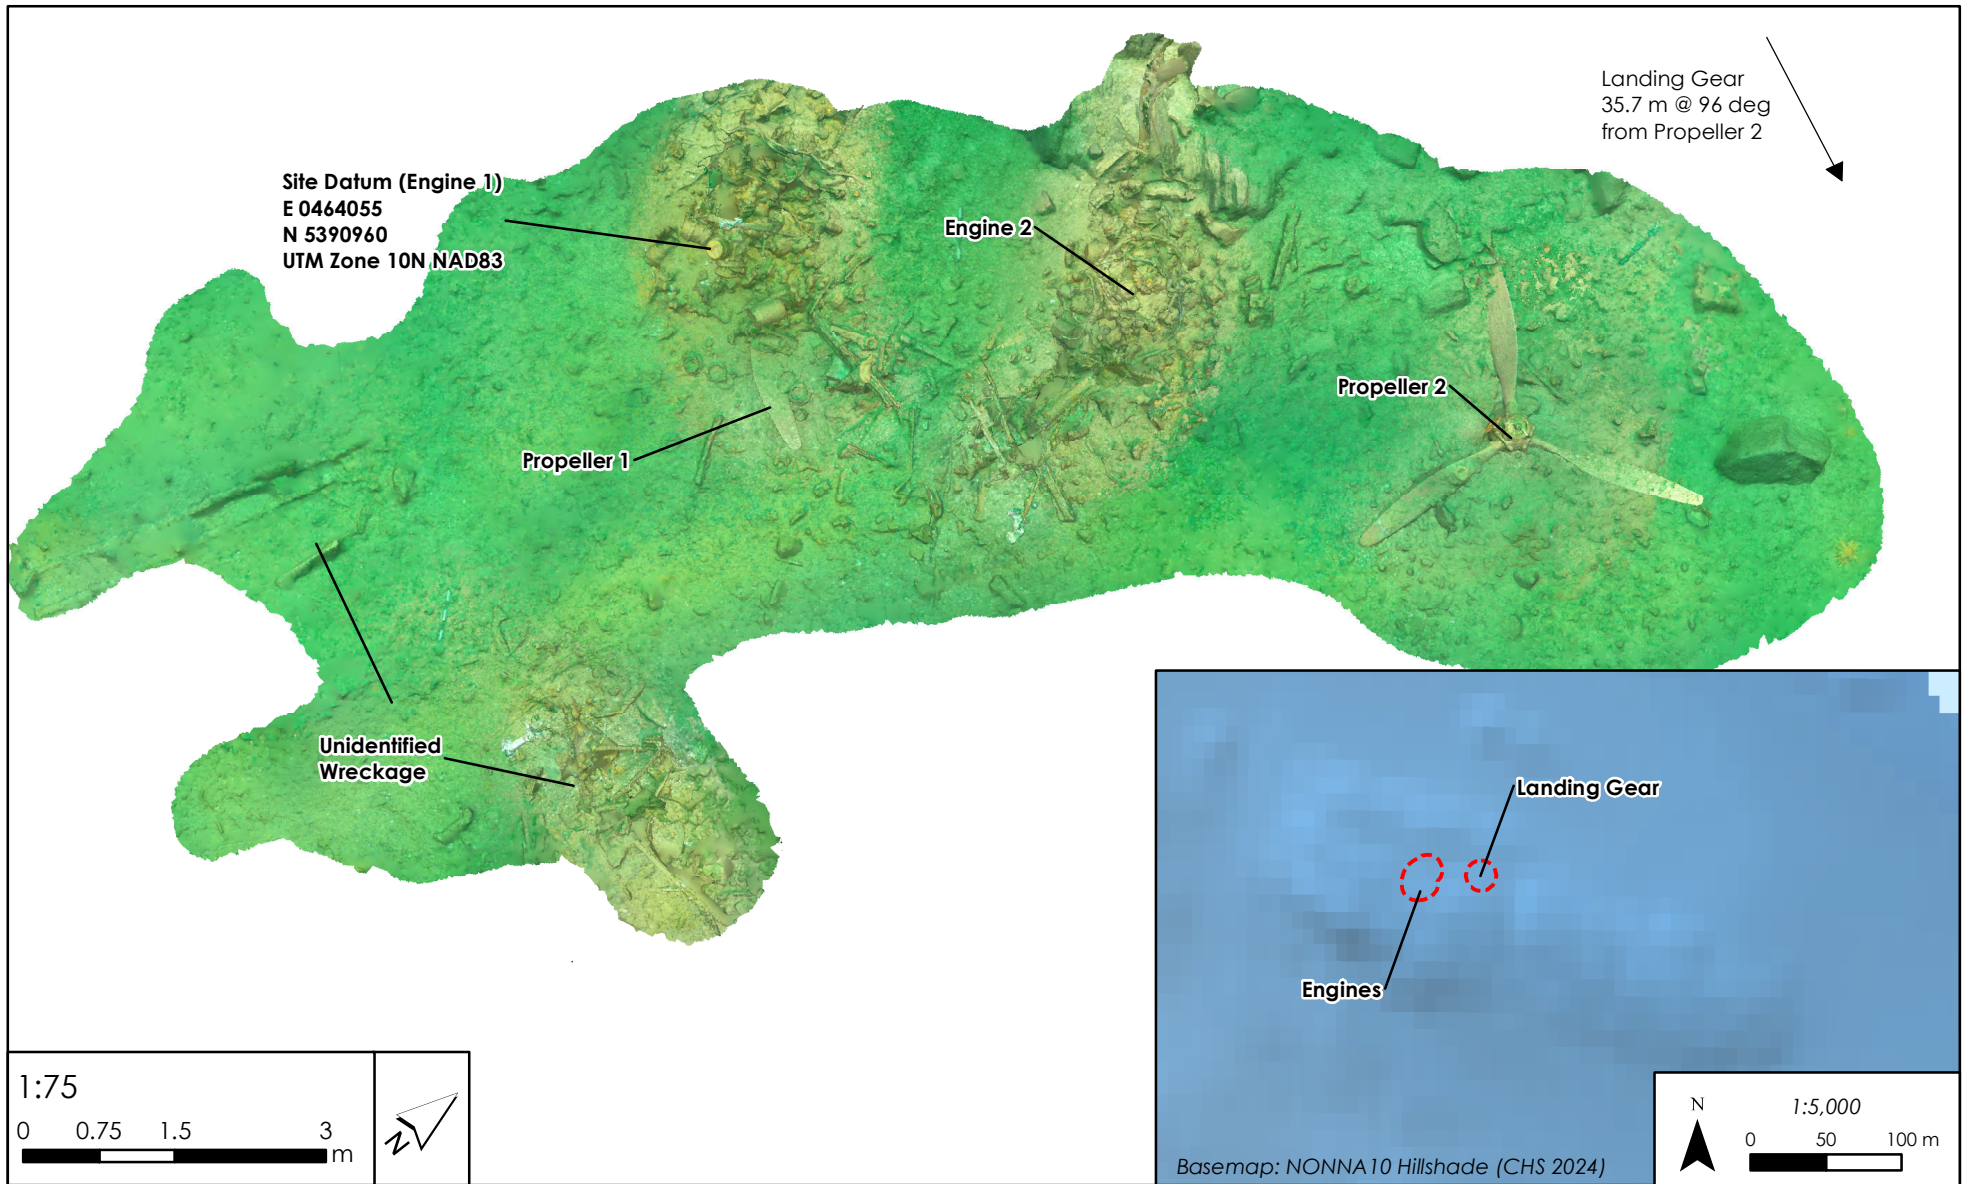 Landing Gear
35.7 m @ 96 deg
from Propeller 2
Site Datum (Engine 1)
E 0464055
N 5390960
UTM Zone 10N NAD83
Engine 2
Propeller 2
Propeller 1
Unidentified
Wreckage
Landing Gear
Engines
1:75
0 0.75 1.5 3
m
N
N
1:5,000
0 50 100 m
Basemap: NONNA10 Hillshade (CHS 2024)